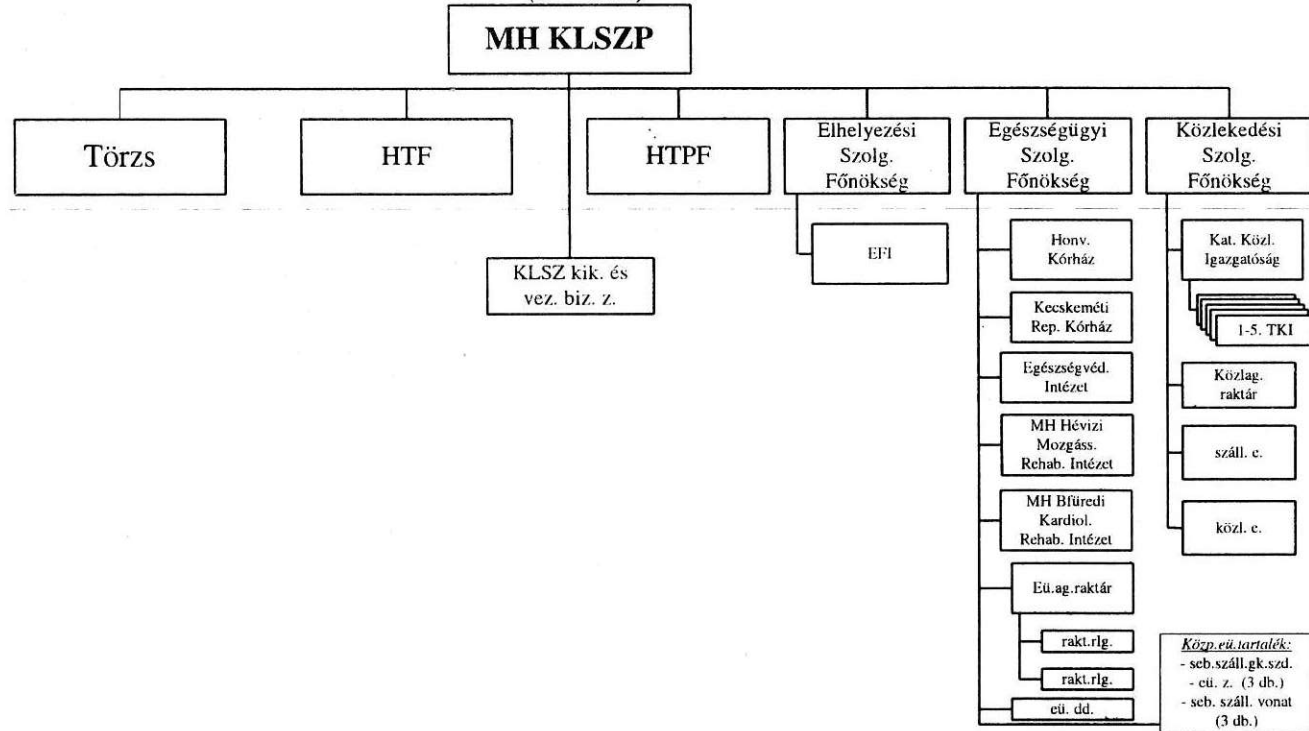 MH KLSZP
Törzs
HTF
HTPF
Elhelyezési
Szolg.
Főnökség
Egészségügyi
Szolg.
Főnökség
Közlekedési
Szolg.
Főnökség
KLSZ kik. és
vez. biz. z.
EFI
Honv.
Kórház
Kecskeméti
Rep. Kórház
Egészségvéd.
Intézet
MH Hévizi
Mozgáss.
Rehab. Intézet
MH Bfüredi
Kardiol.
Rehab. Intézet
Eü.ag.raktár
rakt.rlg.
rakt.rlg.
eü. dd.
Kat. Közl.
Igazgatóság
1-5. TKI
Közlag.
raktár
száll. e.
közl. e.
Közp.eü.tartalék:
- seb.száll.gk.szd.
- eü. z. (3 db.)
- seb. száll. vonat
(3 db.)